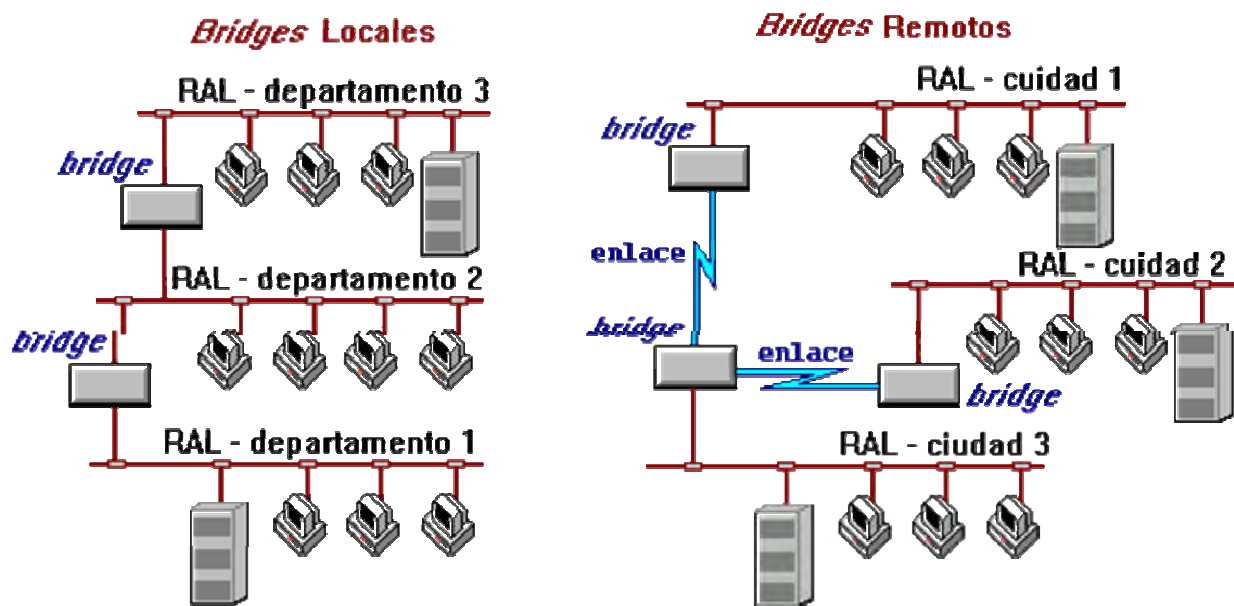 Bridges Locales
RAL - departamento 3
bridge
RAL - departamento 2
bridge
RAL - departamento 1
Bridges Remotos
RAL - cuidad 1
bridge
enlace
RAL - cuidad 2
bridge
enlace
bridge
RAL - ciudad 3